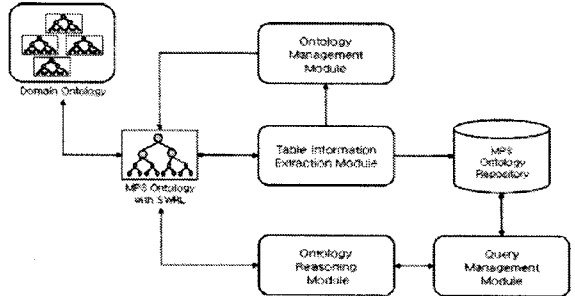 Ontology
Management
Module
Domain Ontology
Table Information
Extraction Module
MPS
Ontology
Repository
MPS Ontology
with SWRL
Ontology
Reasoning
Module
Query
Management
Module